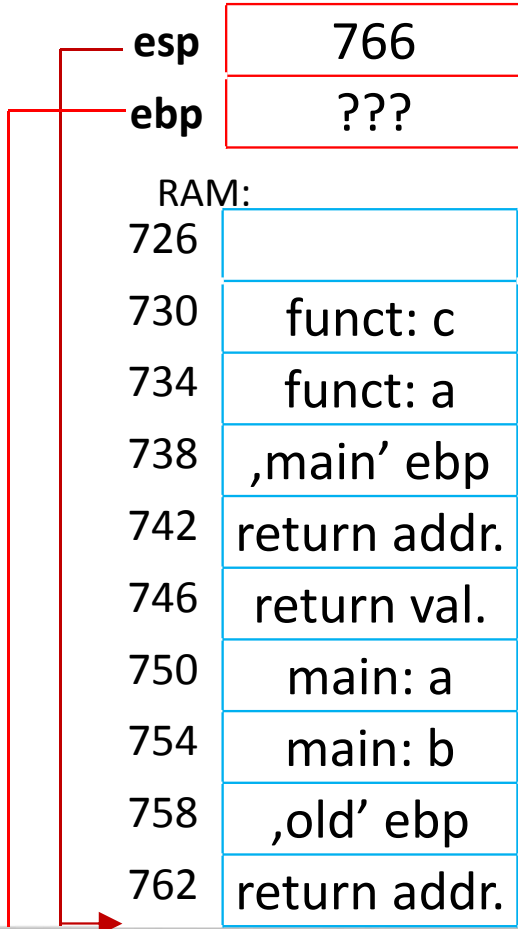 esp 766
ebp ???
RAM:
726
730 funct: c
734 funct: a
738 ‚main’ ebp
742 return addr.
746 return val.
750 main: a
754 main: b
758 ‚old’ ebp
762 return addr.